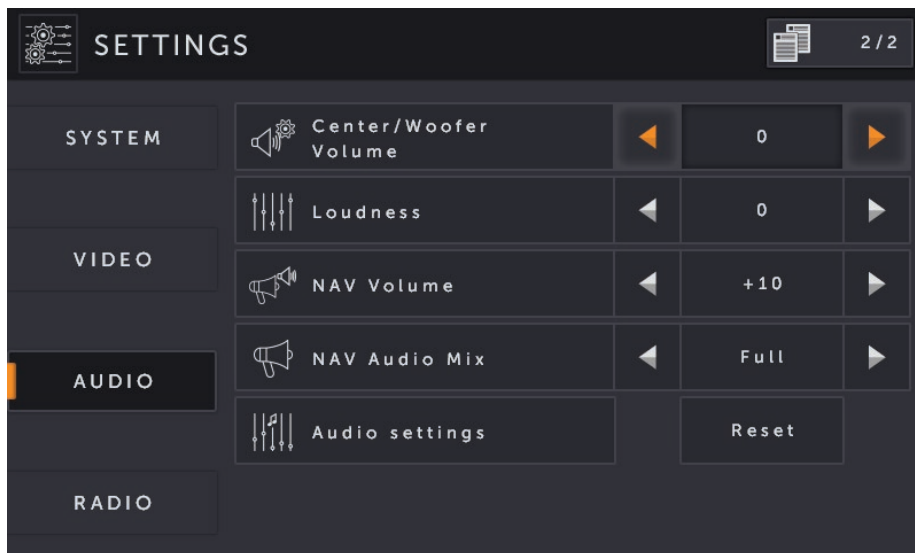 SETTINGS
2/2
SYSTEM
VIDEO
AUDIO
RADIO
Center/Woofer
Volume
0
Loudness
0
NAV Volume
+10
NAV Audio Mix
Full
Audio settings
Reset